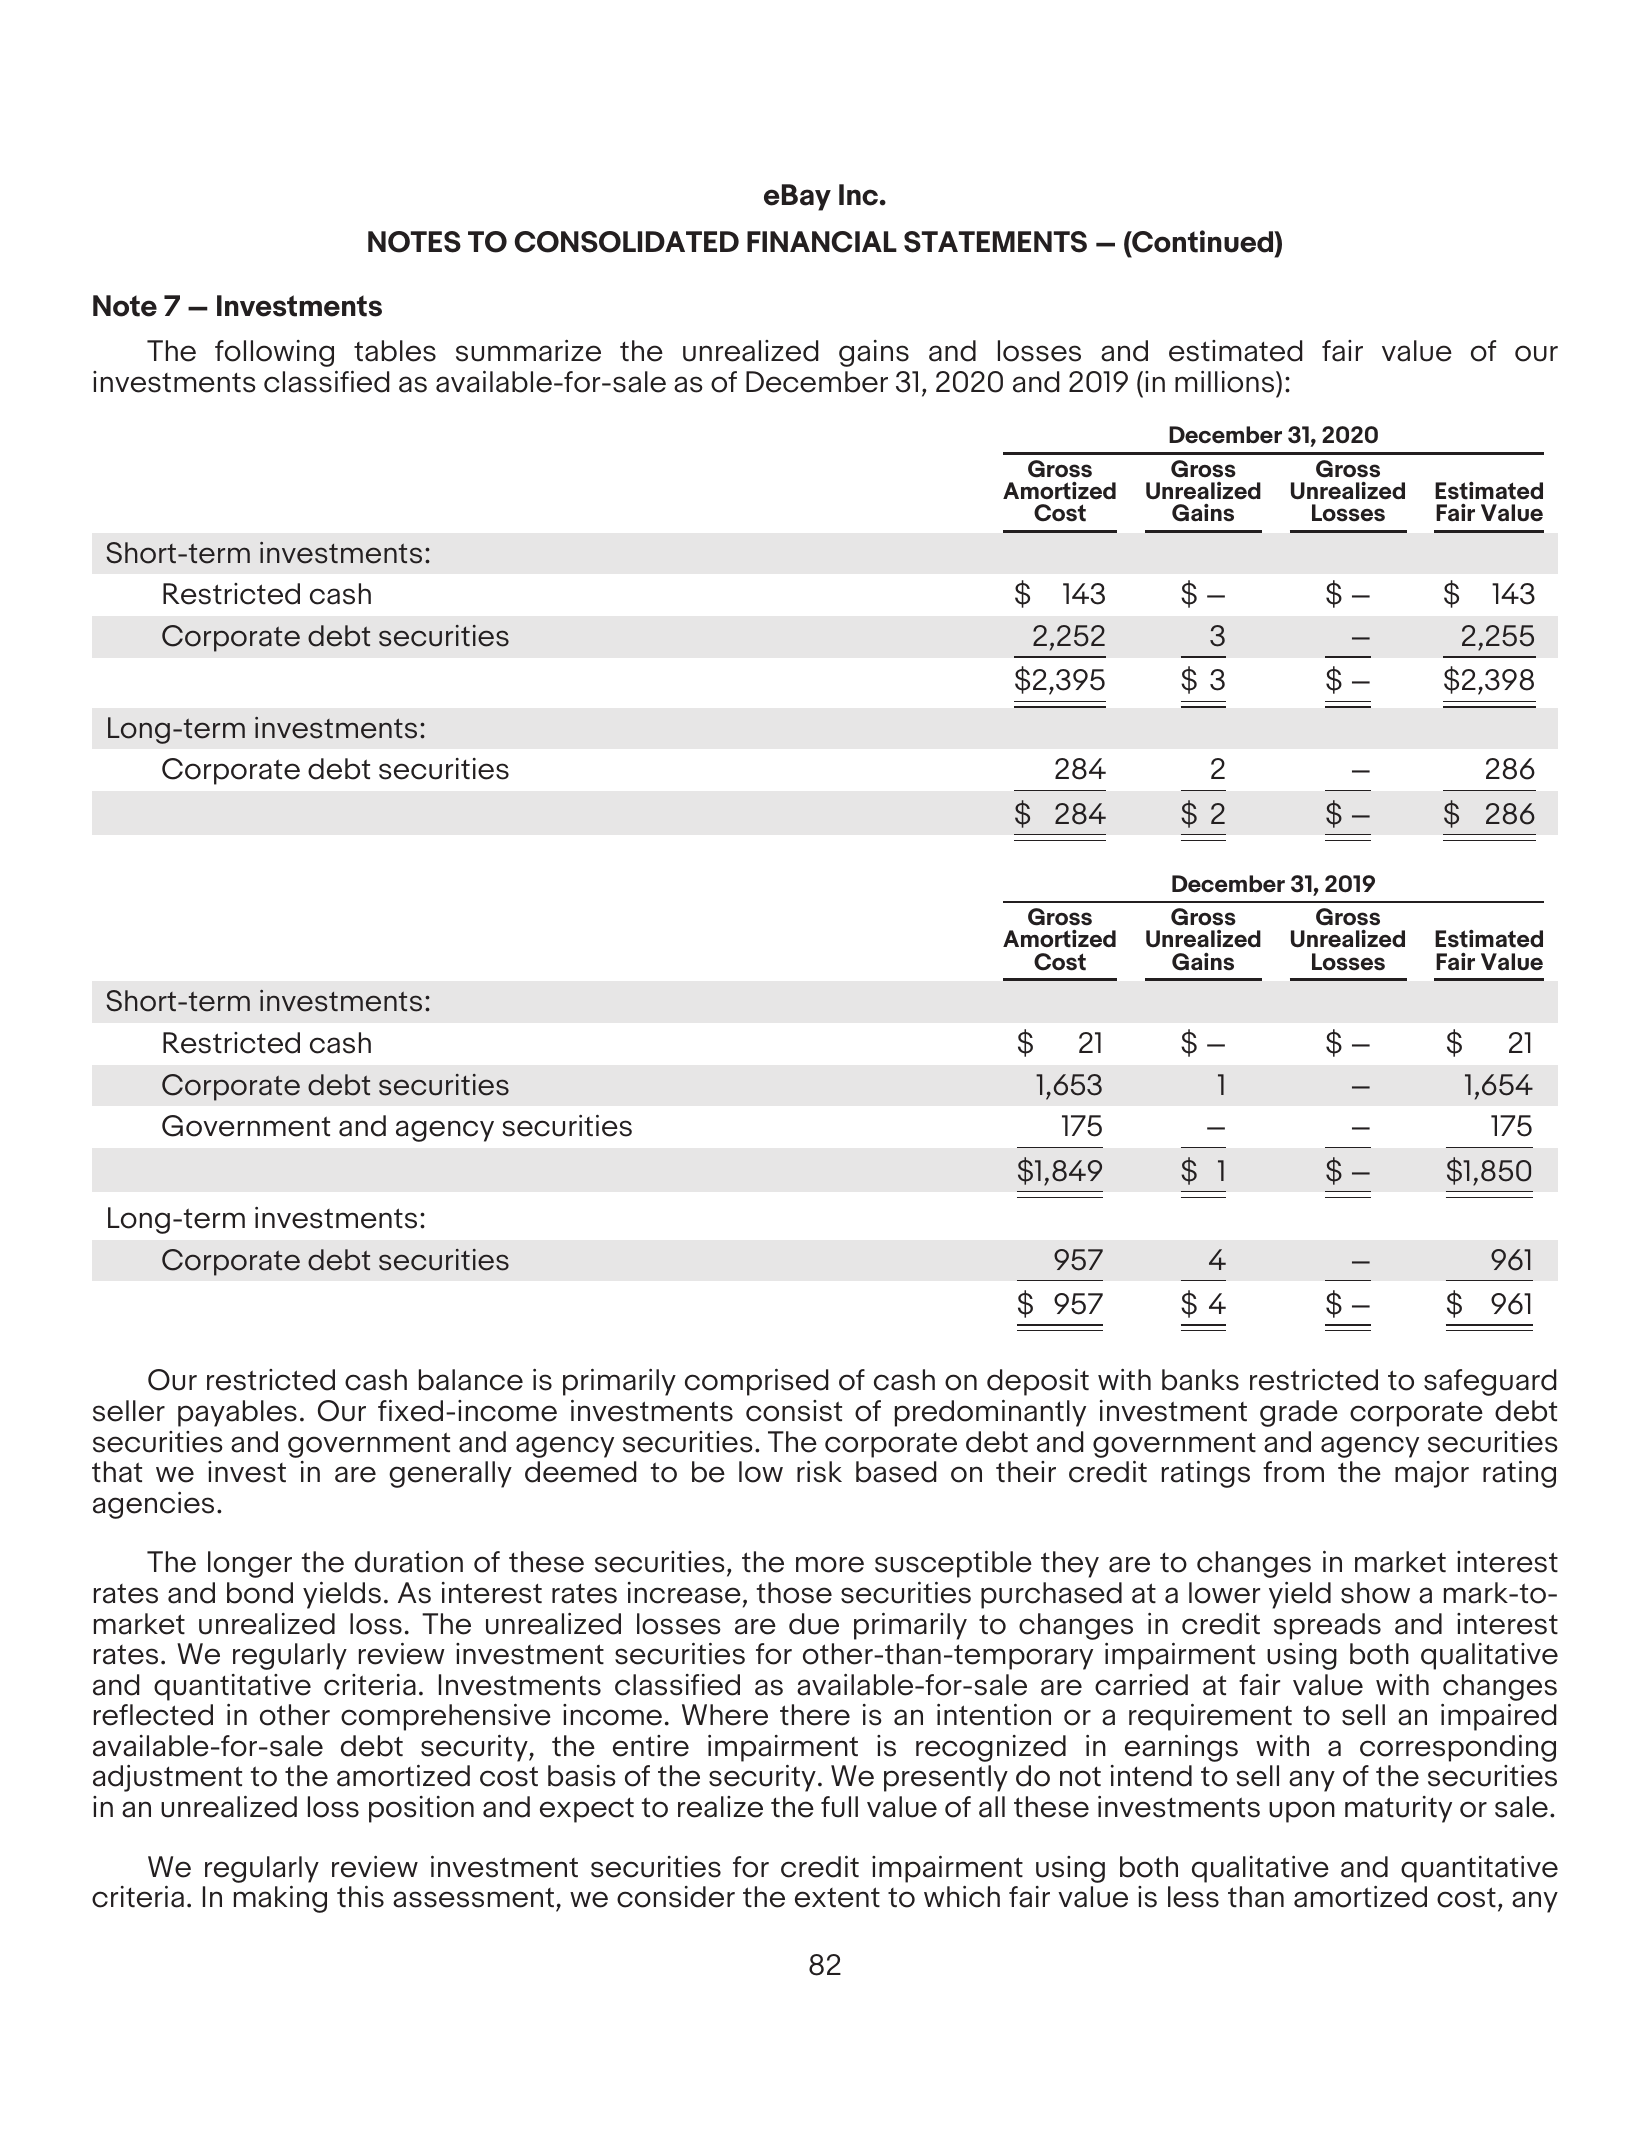 eBay Inc.
NOTES TO CONSOLIDATED FINANCIAL STATEMENTS — (Continued)
Note 7 — Investments
The following tables summarize the unrealized gains and losses and estimated fair value of our
investments classified as available-for-sale as of December 31, 2020 and 2019 (in millions):
December 31, 2020
Gross Amortized Cost Gross Unrealized Gains Gross Unrealized Losses Estimated Fair Value
Short-term investments:
Restricted cash $ 143 $ — $ — $ 143
Corporate debt securities 2,252 3 — 2,255
$2,395 $ 3 $ — $2,398
Long-term investments:
Corporate debt securities 284 2 — 286
$ 284 $ 2 $ — $ 286
December 31, 2019
Gross Amortized Cost Gross Unrealized Gains Gross Unrealized Losses Estimated Fair Value
Short-term investments:
Restricted cash $ 21 $ — $ — $ 21
Corporate debt securities 1,653 1 — 1,654
Government and agency securities 175 — — 175
$1,849 $ 1 $ — $1,850
Long-term investments:
Corporate debt securities 957 4 — 961
$ 957 $ 4 $ — $ 961
Our restricted cash balance is primarily comprised of cash on deposit with banks restricted to safeguard
seller payables. Our fixed-income investments consist of predominantly investment grade corporate debt
securities and government and agency securities. The corporate debt and government and agency securities
that we invest in are generally deemed to be low risk based on their credit ratings from the major rating
agencies.
The longer the duration of these securities, the more susceptible they are to changes in market interest
rates and bond yields. As interest rates increase, those securities purchased at a lower yield show a mark-to-
market unrealized loss. The unrealized losses are due primarily to changes in credit spreads and interest
rates. We regularly review investment securities for other-than-temporary impairment using both qualitative
and quantitative criteria. Investments classified as available-for-sale are carried at fair value with changes
reflected in other comprehensive income. Where there is an intention or a requirement to sell an impaired
available-for-sale debt security, the entire impairment is recognized in earnings with a corresponding
adjustment to the amortized cost basis of the security. We presently do not intend to sell any of the securities
in an unrealized loss position and expect to realize the full value of all these investments upon maturity or sale.
We regularly review investment securities for credit impairment using both qualitative and quantitative
criteria. In making this assessment, we consider the extent to which fair value is less than amortized cost, any
82